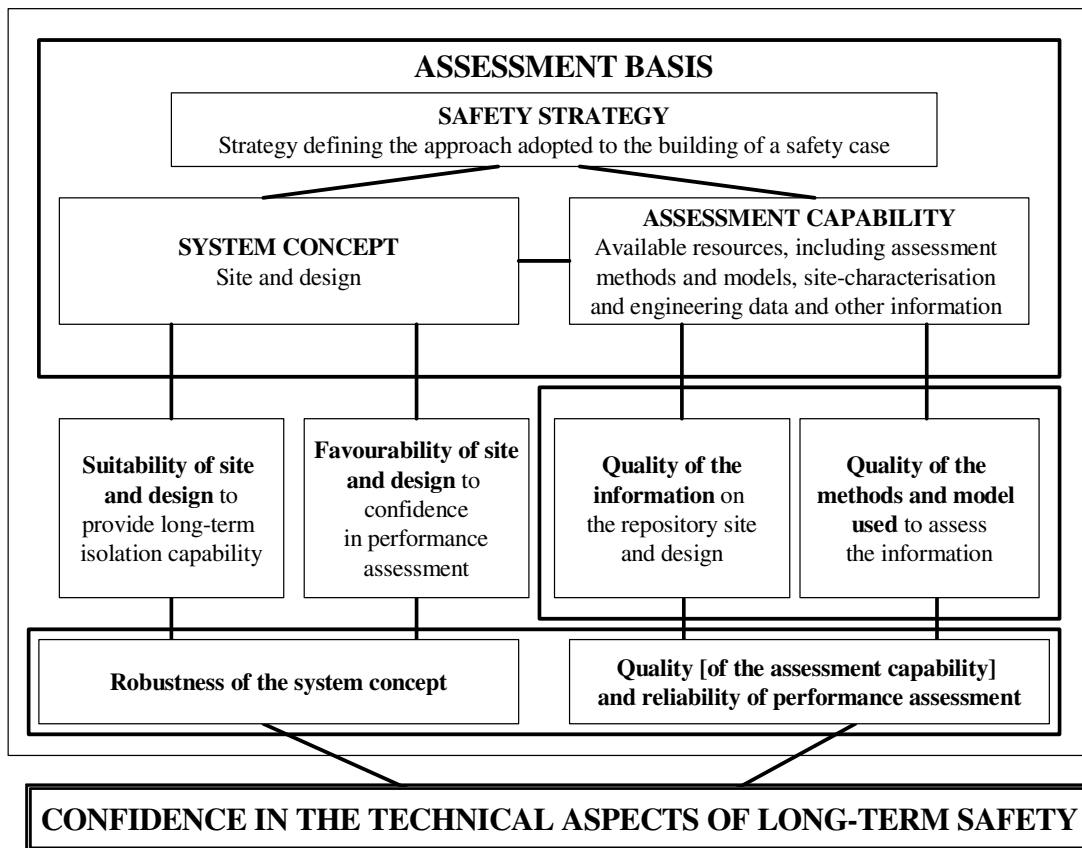 ASSESSMENT BASIS
SAFETY STRATEGY
Strategy defining the approach adopted to the building of a safety case
SYSTEM CONCEPT
Site and design
ASSESSMENT CAPABILITY
Available resources, including assessment
methods and models, site-characterisation
and engineering data and other information
Suitability of site
and design to
provide long-term
isolation capability
Favourability of site
and design to
confidence
in performance
assessment
Quality of the
information on
the repository site
and design
Quality of the
methods and model
used to assess
the information
Robustness of the system concept
Quality [of the assessment capability]
and reliability of performance assessment
CONFIDENCE IN THE TECHNICAL ASPECTS OF LONG-TERM SAFETY